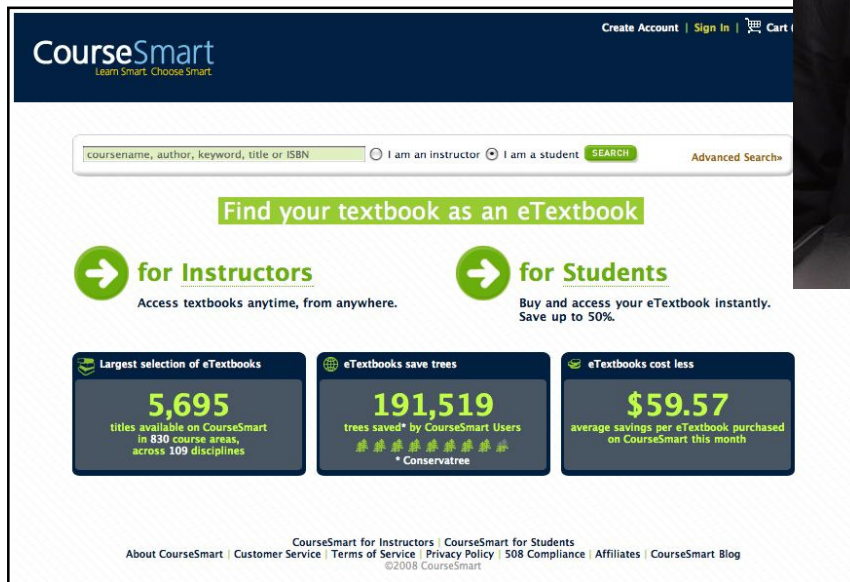 Create Account | Sign In | Cart (
CourseSmart
Learn Smart. Choose Smart.
coursename, author, keyword, title or ISBN
I am an instructor
I am a student
SEARCH
Advanced Search»
Find your textbook as an eTextbook
for Instructors
Access textbooks anytime, from anywhere.
for Students
Buy and access your eTextbook instantly.
Save up to 50%.
Largest selection of eTextbooks
5,695
titles available on CourseSmart
in 830 course areas,
across 109 disciplines
eTextbooks save trees
191,519
trees saved* by CourseSmart Users
* Conservatree
eTextbooks cost less
$59.57
average savings per eTextbook purchased
on CourseSmart this month
CourseSmart for Instructors | CourseSmart for Students
About CourseSmart | Customer Service | Terms of Service | Privacy Policy | 508 Compliance | Affiliates | CourseSmart Blog
©2008 CourseSmart